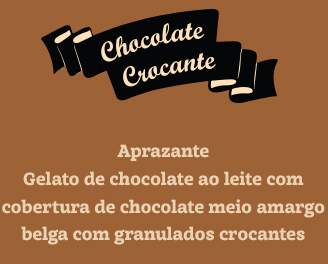 Chocolate
Crocante
Aprazante
Gelato de chocolate ao leite com
cobertura de chocolate meio amargo
belga com granulados crocantes